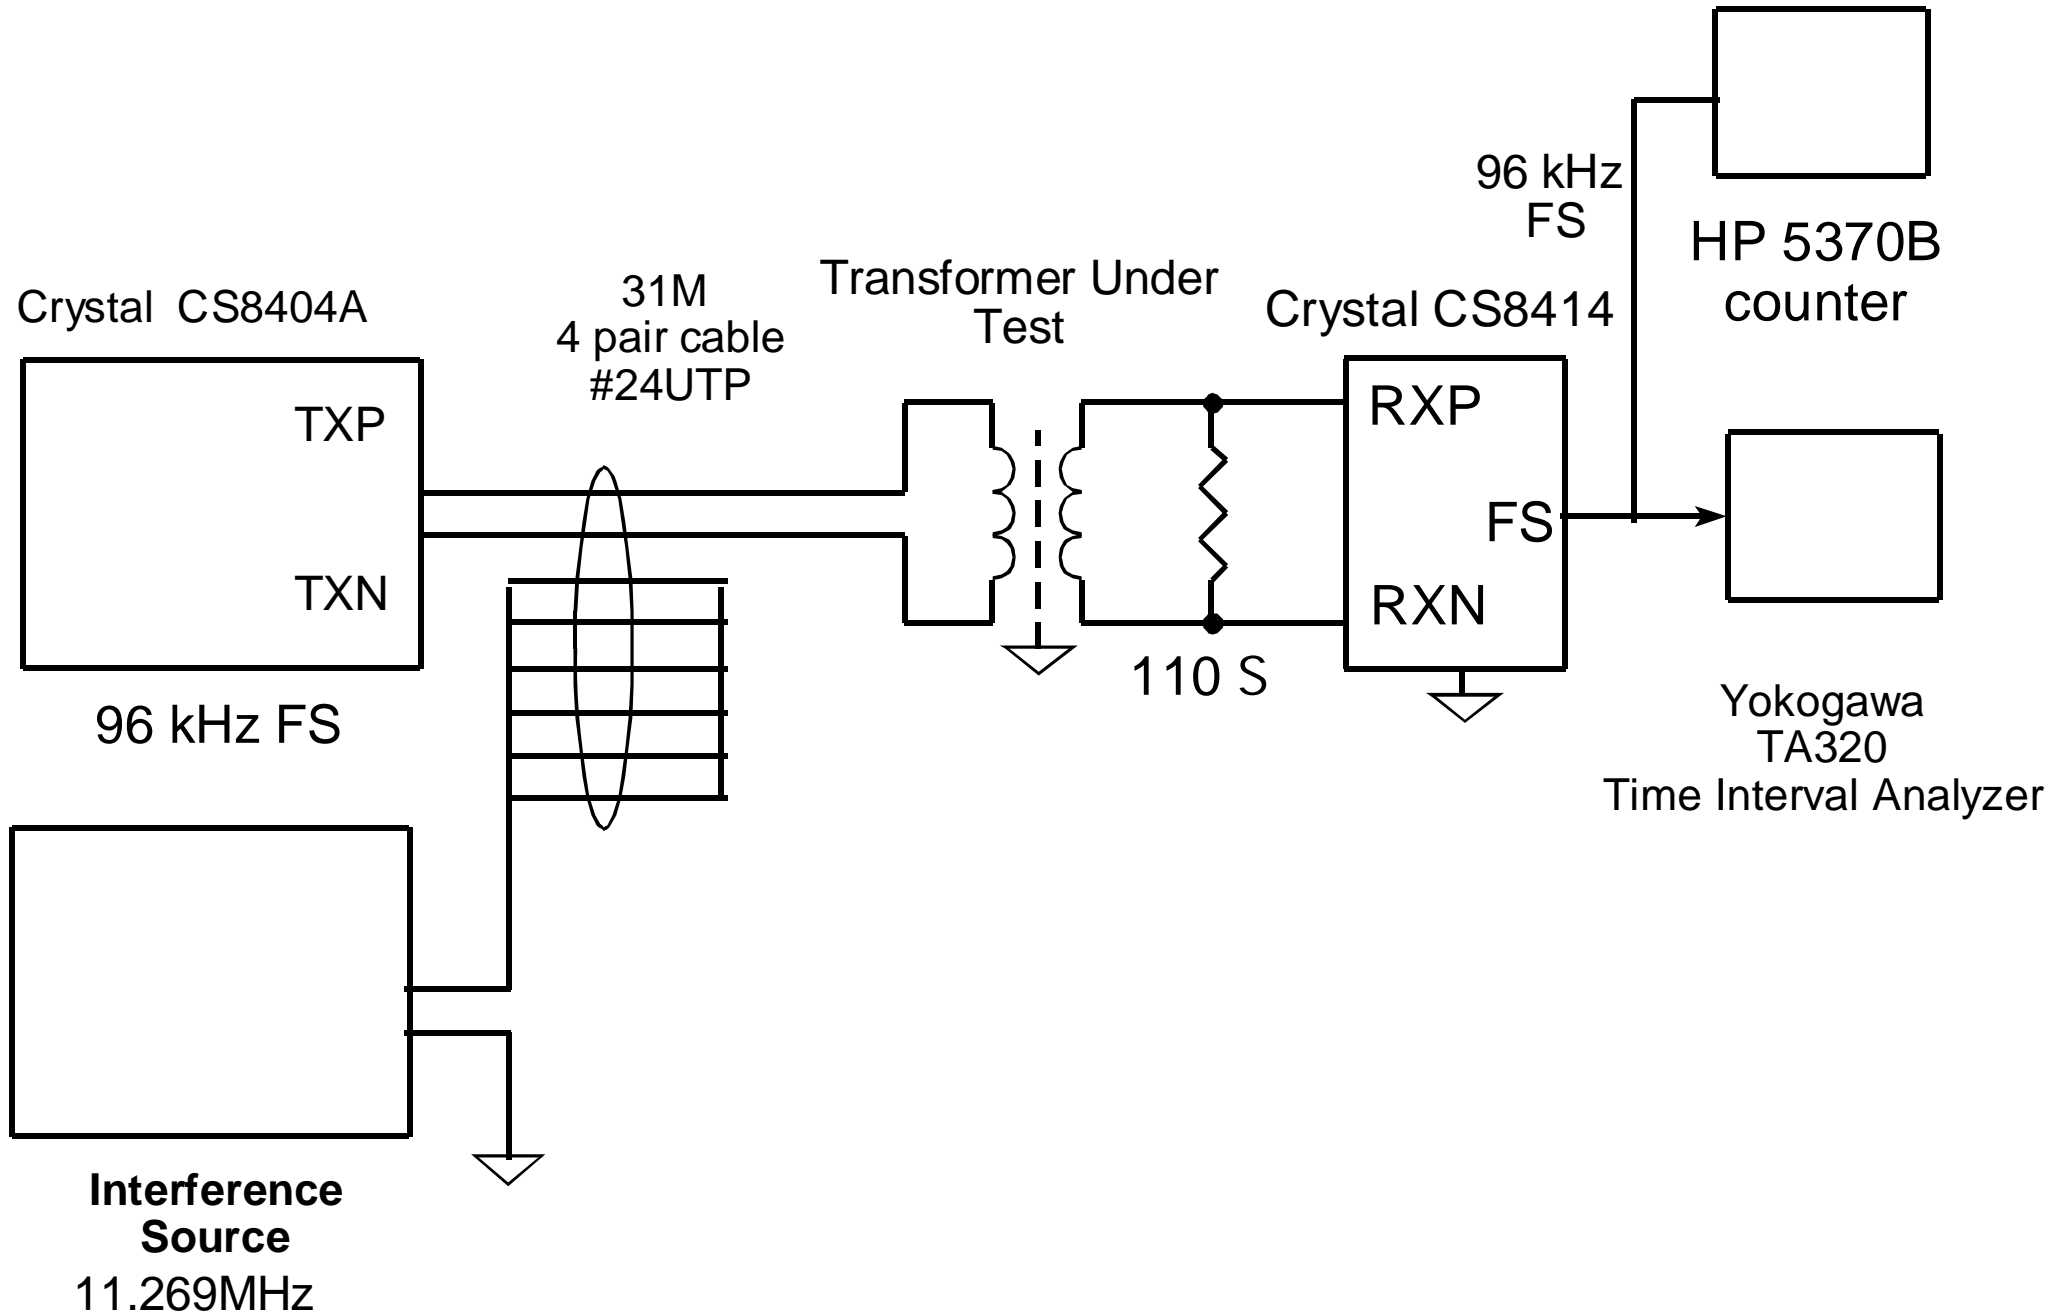 96 kHz
FS
HP 5370B
counter
Crystal CS8404A
31M
4 pair cable
#24UTP
Transformer Under
Test
Crystal CS8414
TXP
TXN
96 kHz FS
110 S
RXP
FS
RXN
Yokogawa
TA320
Time Interval Analyzer
Interference
Source
11.269MHz